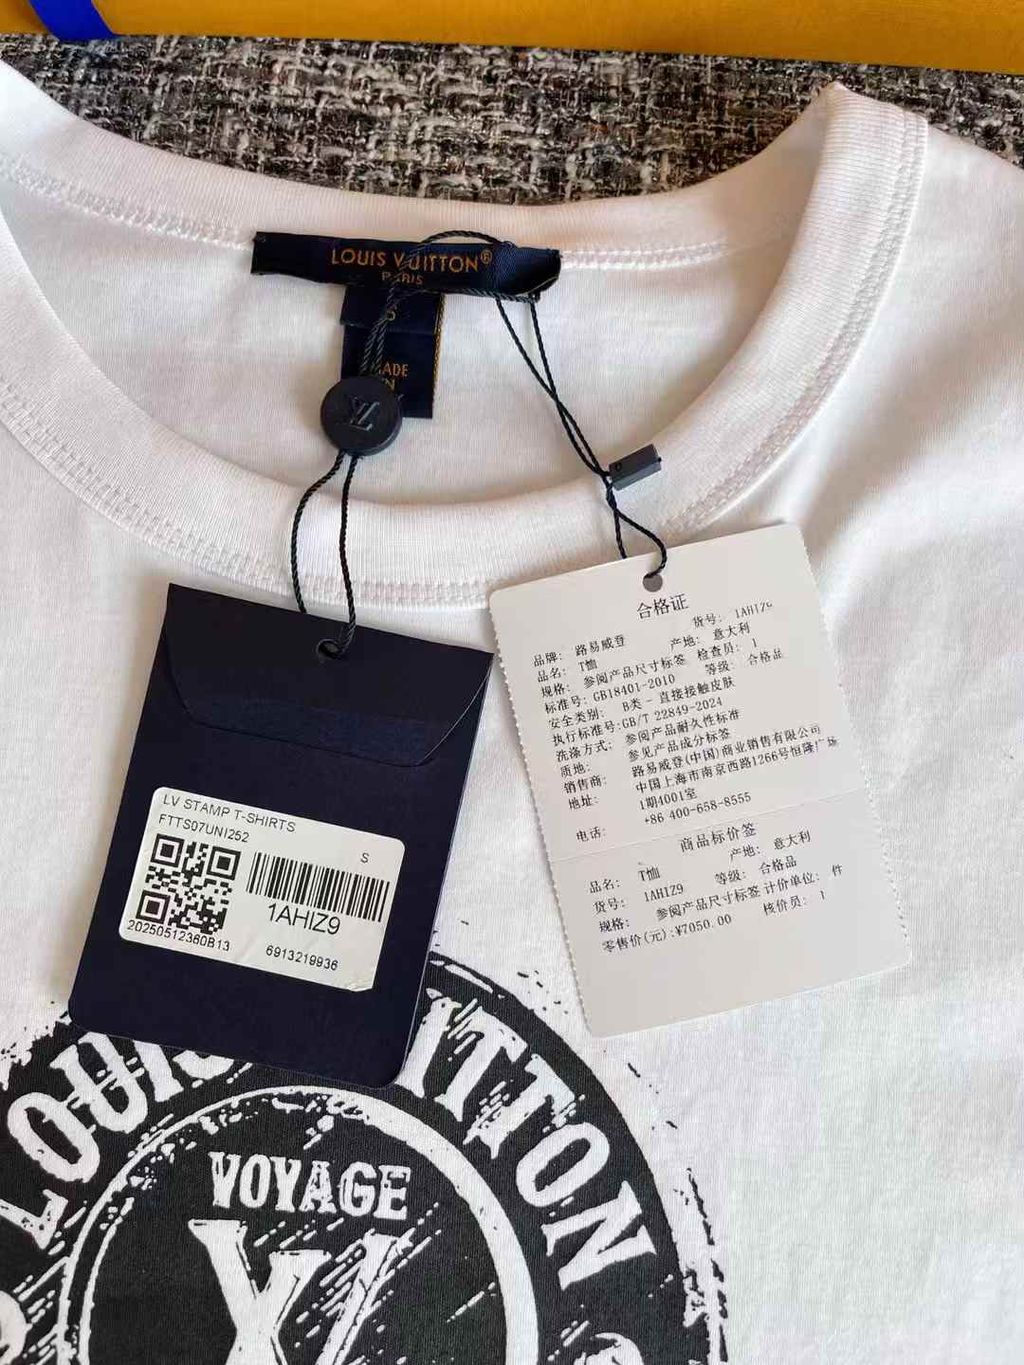 LOUIS VUITTON®
PARIS
S
MADE
IN
LV
LV STAMP T-SHIRTS
FTTS07UNI252
S
1AHIZ9
20250512360B13
6913219936
合格证
货号: 1AHIZ9
品牌: 路易威登 产地: 意大利
品名: T恤 检查员: 1
规格: 参阅产品尺寸标签 等级: 合格品
标准号: GB18401-2010
安全类别: B类 - 直接接触皮肤
执行标准号:GB/T 22849-2024
洗涤方式: 参阅产品耐久性标准
质地: 参见产品成分标签
销售商: 路易威登(中国)商业销售有限公司
地址: 中国上海市南京西路1266号恒隆广场
1期4001室
电话: +86 400-658-8555
商品标价签
品名: T恤 产地: 意大利
货号: 1AHIZ9 等级: 合格品
规格: 参阅产品尺寸标签 计价单位: 件
零售价(元):¥7050.00 核价员: 1
LOUIS VUITTON
VOYAGE
LV